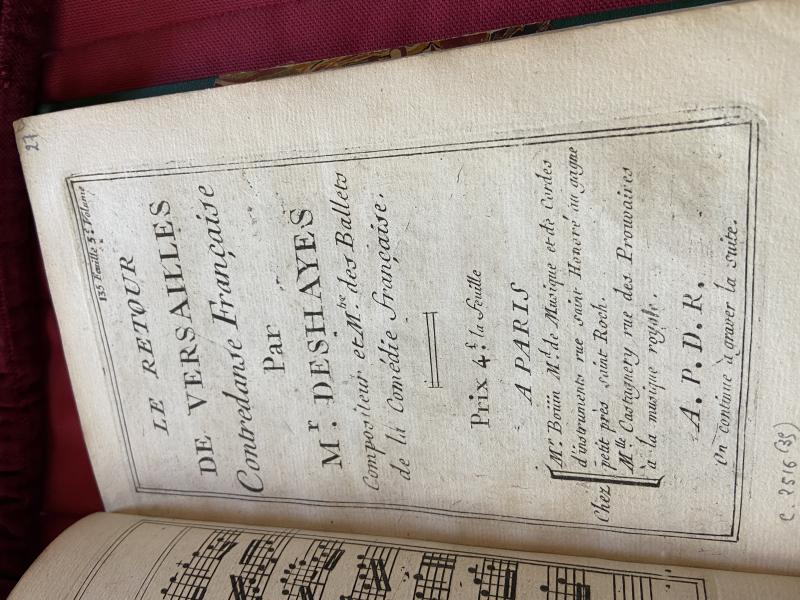 27
135 Feuille 5e Volume
LE RETOUR
DE VERSAILLES
Contredanse Française
Par
Mr. DESHAYES
Compositeur et Me. des Ballets
de la Comédie française.
Prix 4s. la feuille
A PARIS
Chez
Mr. Boüin Md. de Musique et de Cordes
d'instruments rue saint Honoré au gagne
petit près saint Roch.
Mlle Castagnery rue des Prouvaires
à la musique royale.
A. P. D. R.
On continue à graver la suite.
C. 2516 (35)